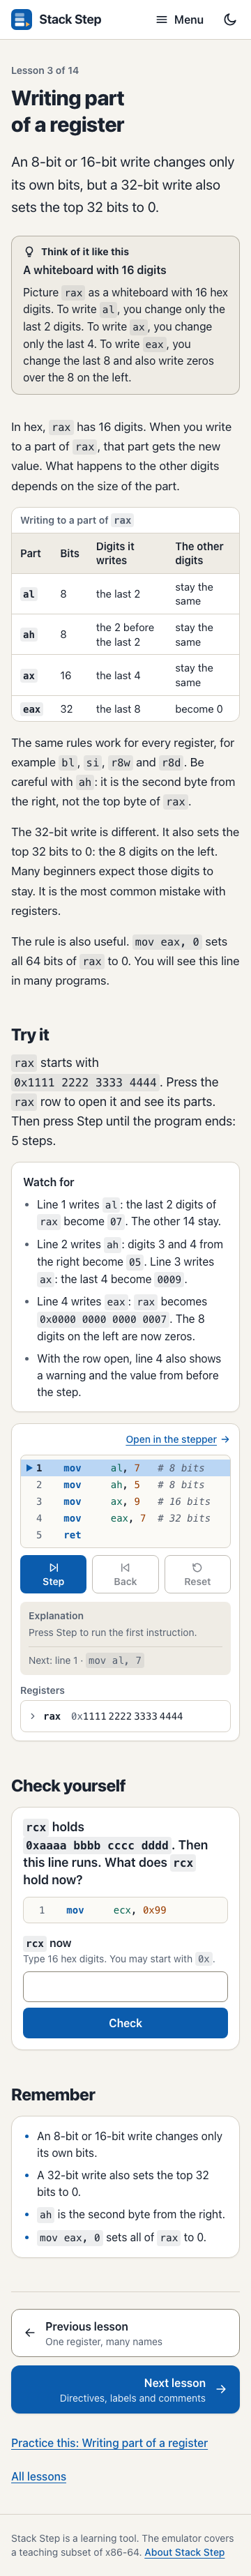 Stack Step
Menu
Lesson 3 of 14
Writing part
of a register
An 8-bit or 16-bit write changes only
its own bits, but a 32-bit write also
sets the top 32 bits to 0.
Think of it like this
A whiteboard with 16 digits
Picture rax as a whiteboard with 16 hex
digits. To write al, you change only the
last 2 digits. To write ax, you change
only the last 4. To write eax, you
change the last 8 and also write zeros
over the 8 on the left.
In hex, rax has 16 digits. When you write
to a part of rax, that part gets the new
value. What happens to the other digits
depends on the size of the part.
Writing to a part of rax
Part Bits Digits it writes The other digits
al 8 the last 2 stay the same
ah 8 the 2 before the last 2 stay the same
ax 16 the last 4 stay the same
eax 32 the last 8 become 0
The same rules work for every register, for
example bl, si, r8w and r8d. Be
careful with ah: it is the second byte from
the right, not the top byte of rax.
The 32-bit write is different. It also sets the
top 32 bits to 0: the 8 digits on the left.
Many beginners expect those digits to
stay. It is the most common mistake with
registers.
The rule is also useful. mov eax, 0 sets
all 64 bits of rax to 0. You will see this line
in many programs.
Try it
rax starts with
0x1111 2222 3333 4444. Press the
rax row to open it and see its parts.
Then press Step until the program ends:
5 steps.
Watch for
• Line 1 writes al: the last 2 digits of
rax become 07. The other 14 stay.
• Line 2 writes ah: digits 3 and 4 from
the right become 05. Line 3 writes
ax: the last 4 become 0009.
• Line 4 writes eax: rax becomes
0x0000 0000 0000 0007. The 8
digits on the left are now zeros.
• With the row open, line 4 also shows
a warning and the value from before
the step.
Open in the stepper →
1 mov al, 7 # 8 bits
2 mov ah, 5 # 8 bits
3 mov ax, 9 # 16 bits
4 mov eax, 7 # 32 bits
5 ret
Step
Back
Reset
Explanation
Press Step to run the first instruction.
Next: line 1 · mov al, 7
Registers
rax 0x1111 2222 3333 4444
Check yourself
rcx holds
0xaaaa bbbb cccc dddd. Then
this line runs. What does rcx
hold now?
1 mov ecx, 0x99
rcx now
Type 16 hex digits. You may start with 0x.
Check
Remember
• An 8-bit or 16-bit write changes only
its own bits.
• A 32-bit write also sets the top 32
bits to 0.
• ah is the second byte from the right.
• mov eax, 0 sets all of rax to 0.
← Previous lesson
One register, many names
Next lesson →
Directives, labels and comments
Practice this: Writing part of a register
All lessons
Stack Step is a learning tool. The emulator covers
a teaching subset of x86-64. About Stack Step